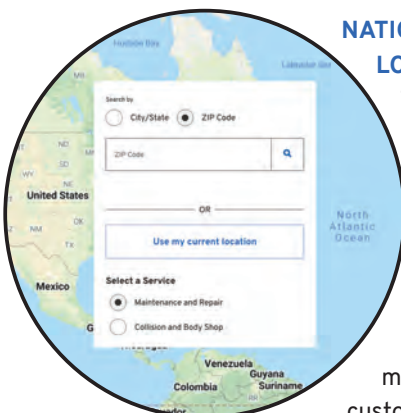 NATIO
LO
Hudson Bay
Search by
City/State ZIP Code
ZIP Code
OR
Use my current location
Select a Service
Maintenance and Repair
Collision and Body Shop
MB
ND
SD
WY
NE
United States
OK
NM
TX
Mexico
North
Atlantic
Ocean
Venezuela
Guyana
Colombia
Suriname
RR
m
custo